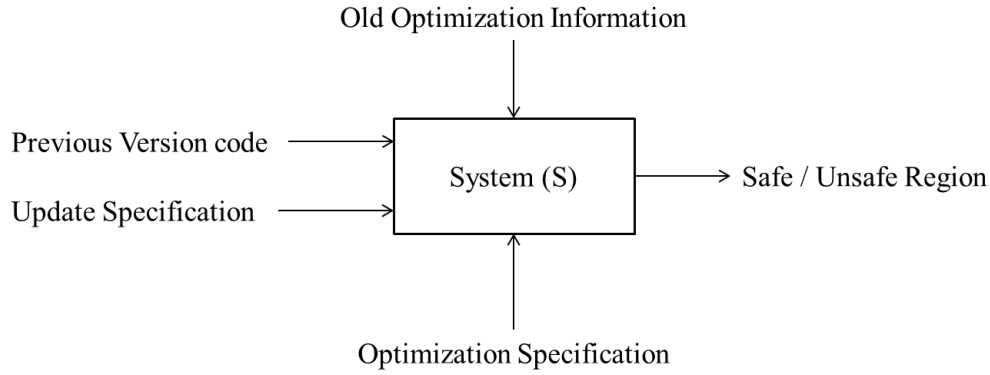 Old Optimization Information
Previous Version code
System (S)
Safe / Unsafe Region
Update Specification
Optimization Specification